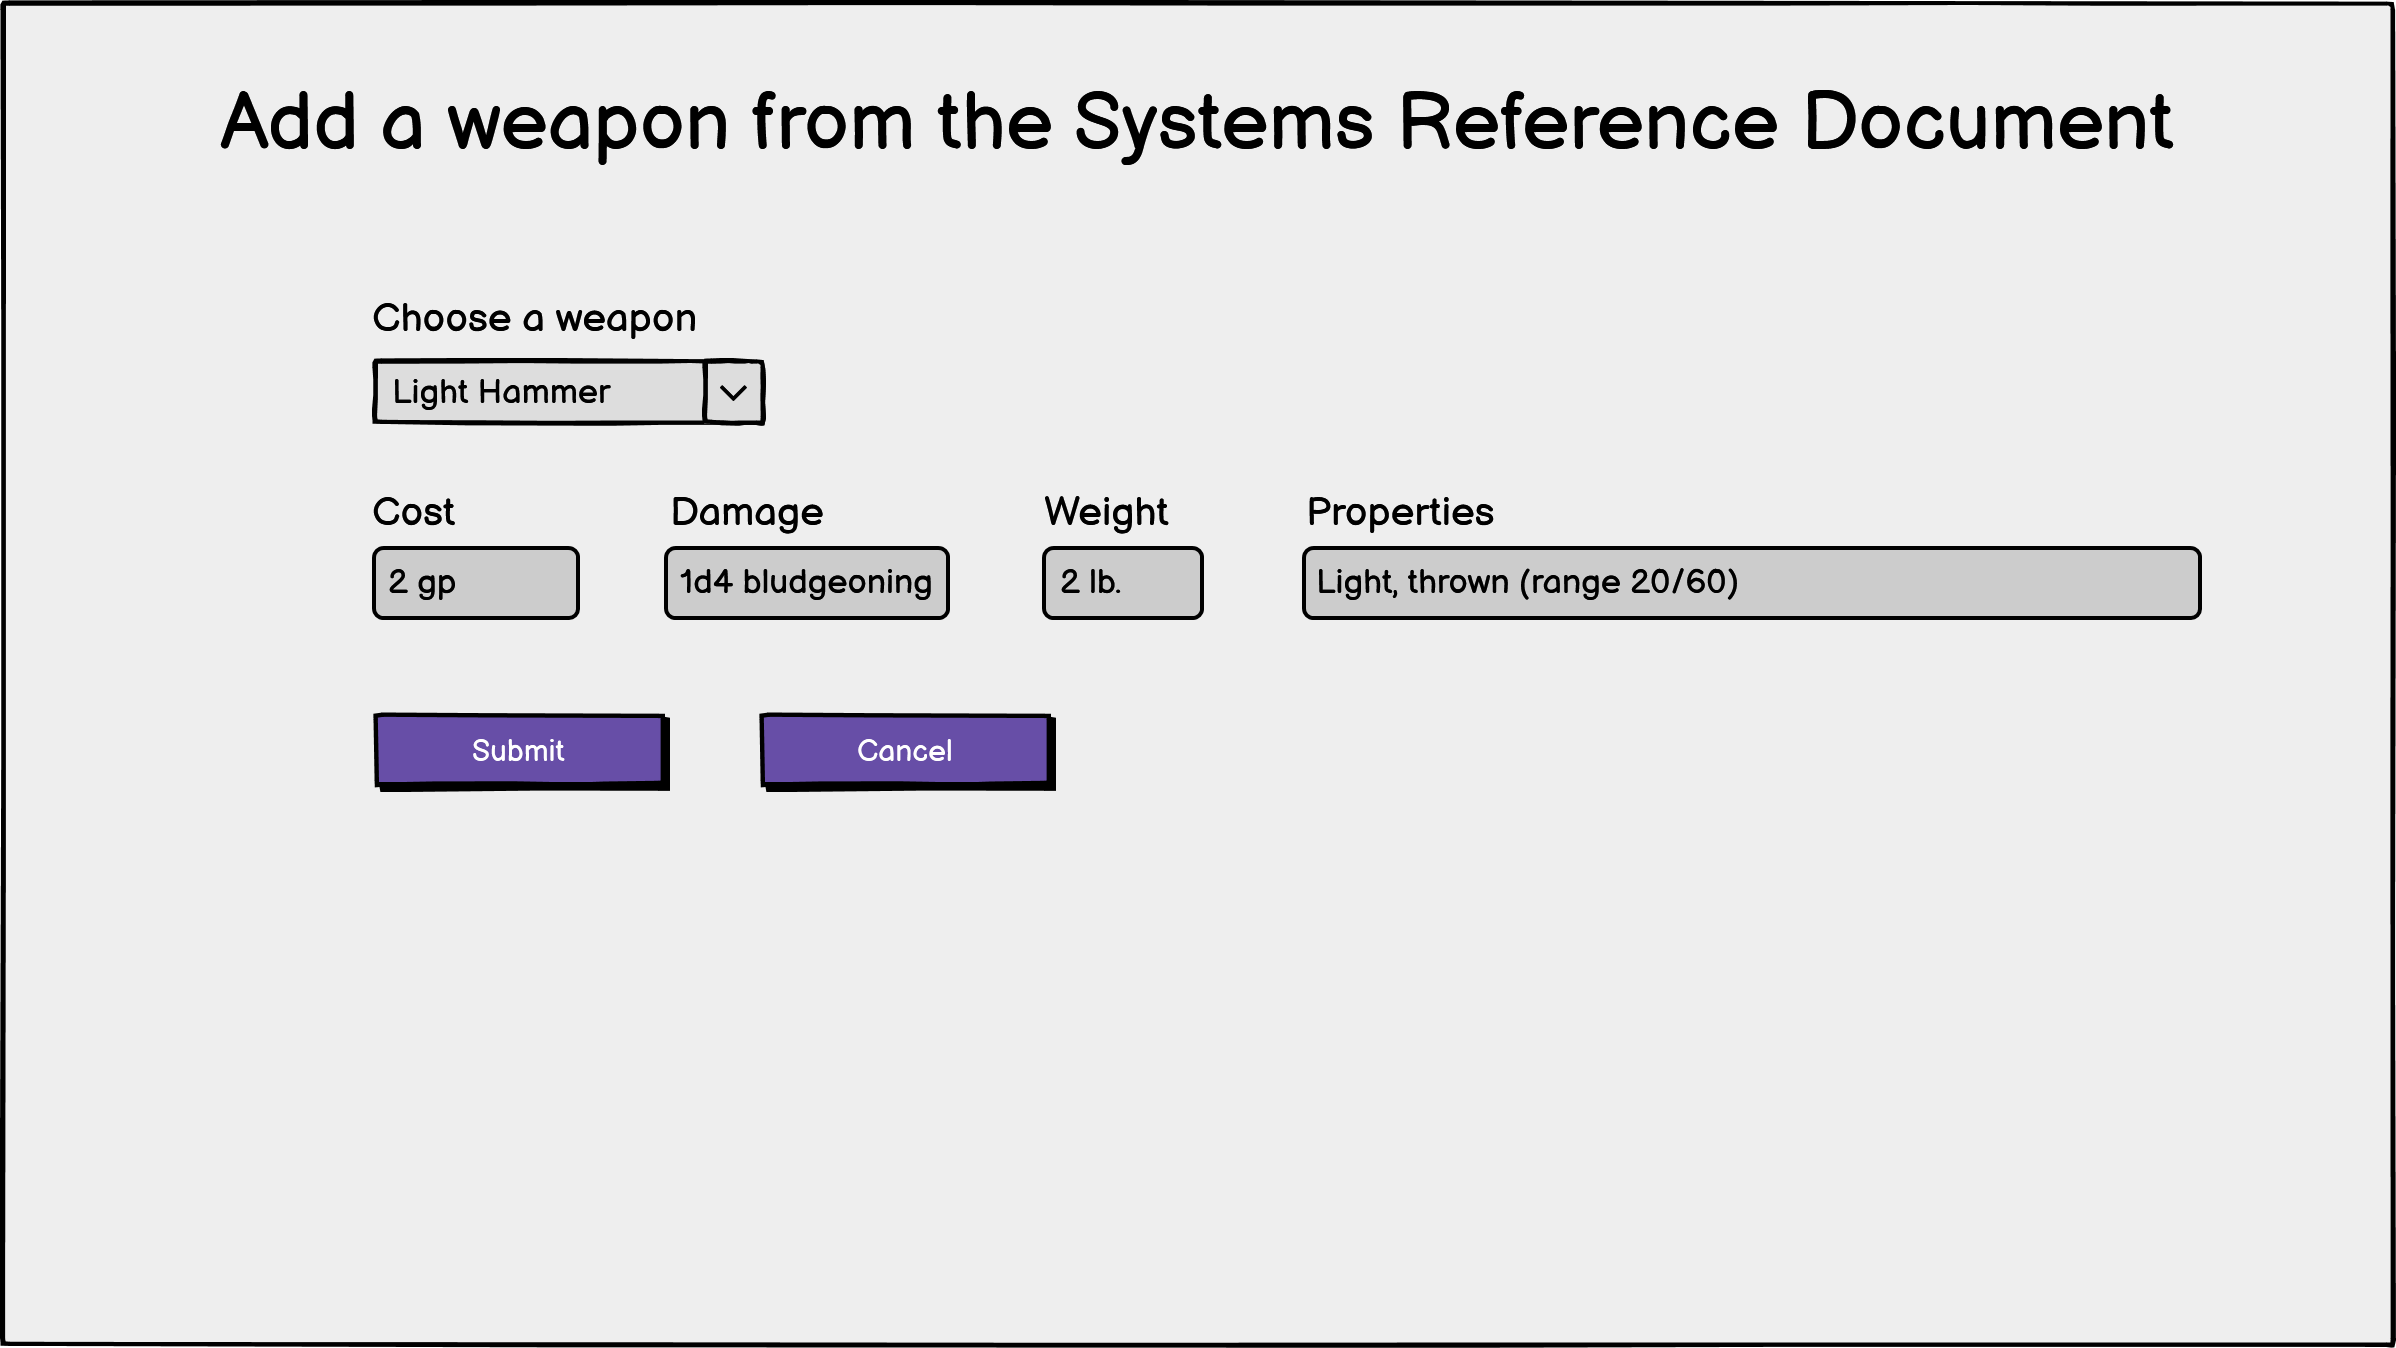 Add a weapon from the Systems Reference Document
Choose a weapon
Light Hammer
Cost Damage Weight Properties
2 gp 1d4 bludgeoning 2 lb. Light, thrown (range 20/60)
Submit Cancel